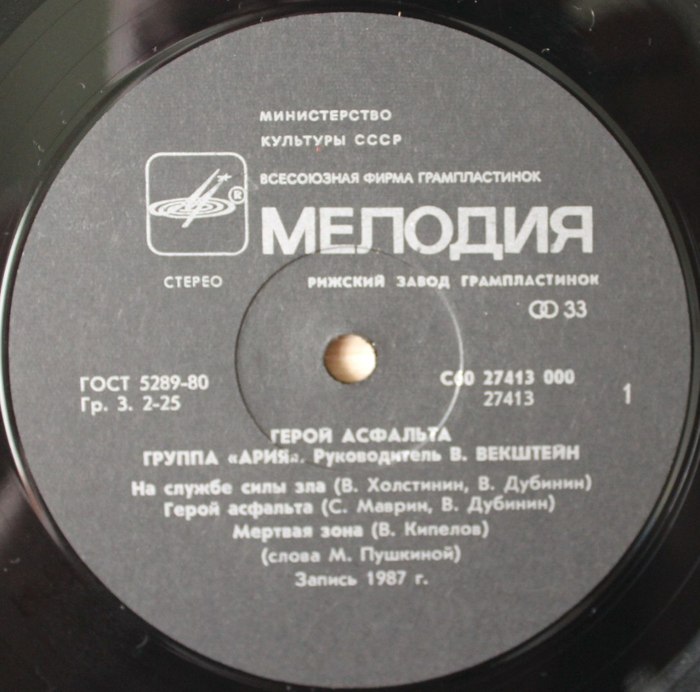 МИНИСТЕРСТВО
КУЛЬТУРЫ СССР
ВСЕСОЮЗНАЯ ФИРМА ГРАМПЛАСТИНОК
®
МЕЛОДИЯ
СТЕРЕО
РИЖСКИЙ ЗАВОД ГРАМПЛАСТИНОК
33
ГОСТ 5289-80
Гр. 3. 2-25
С60 27413 000
27413
1
ГЕРОЙ АСФАЛЬТА
ГРУППА «АРИЯ». Руководитель В. ВЕКШТЕЙН
На службе силы зла (В. Холстинин, В. Дубинин)
Герой асфальта (С. Маврин, В. Дубинин)
Мертвая зона (В. Кипелов)
(слова М. Пушкиной)
Запись 1987 г.